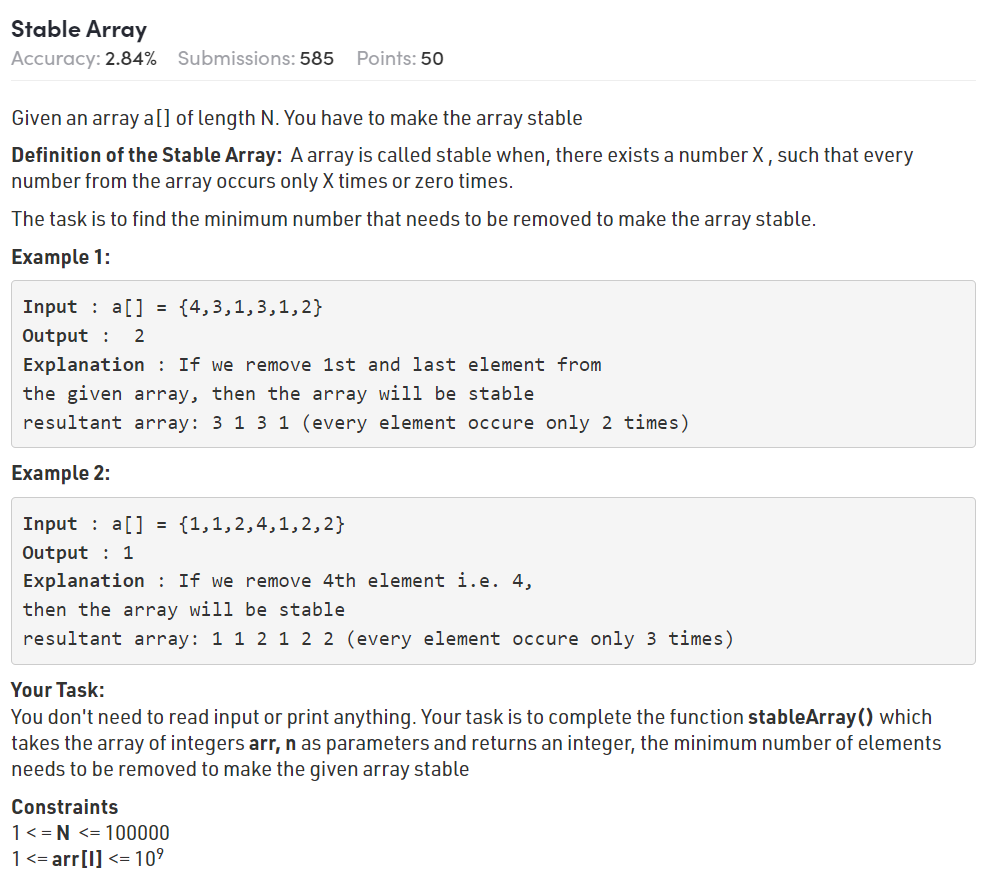 Stable Array
Accuracy: 2.84% Submissions: 585 Points: 50
Given an array a[] of length N. You have to make the array stable
Definition of the Stable Array: A array is called stable when, there exists a number X , such that every
number from the array occurs only X times or zero times.
The task is to find the minimum number that needs to be removed to make the array stable.
Example 1:
Input : a[] = {4,3,1,3,1,2}
Output : 2
Explanation : If we remove 1st and last element from
the given array, then the array will be stable
resultant array: 3 1 3 1 (every element occure only 2 times)
Example 2:
Input : a[] = {1,1,2,4,1,2,2}
Output : 1
Explanation : If we remove 4th element i.e. 4,
then the array will be stable
resultant array: 1 1 2 1 2 2 (every element occure only 3 times)
Your Task:
You don't need to read input or print anything. Your task is to complete the function stableArray() which
takes the array of integers arr, n as parameters and returns an integer, the minimum number of elements
needs to be removed to make the given array stable
Constraints
1 < = N <= 100000
1 <= arr[I] <= 10⁹